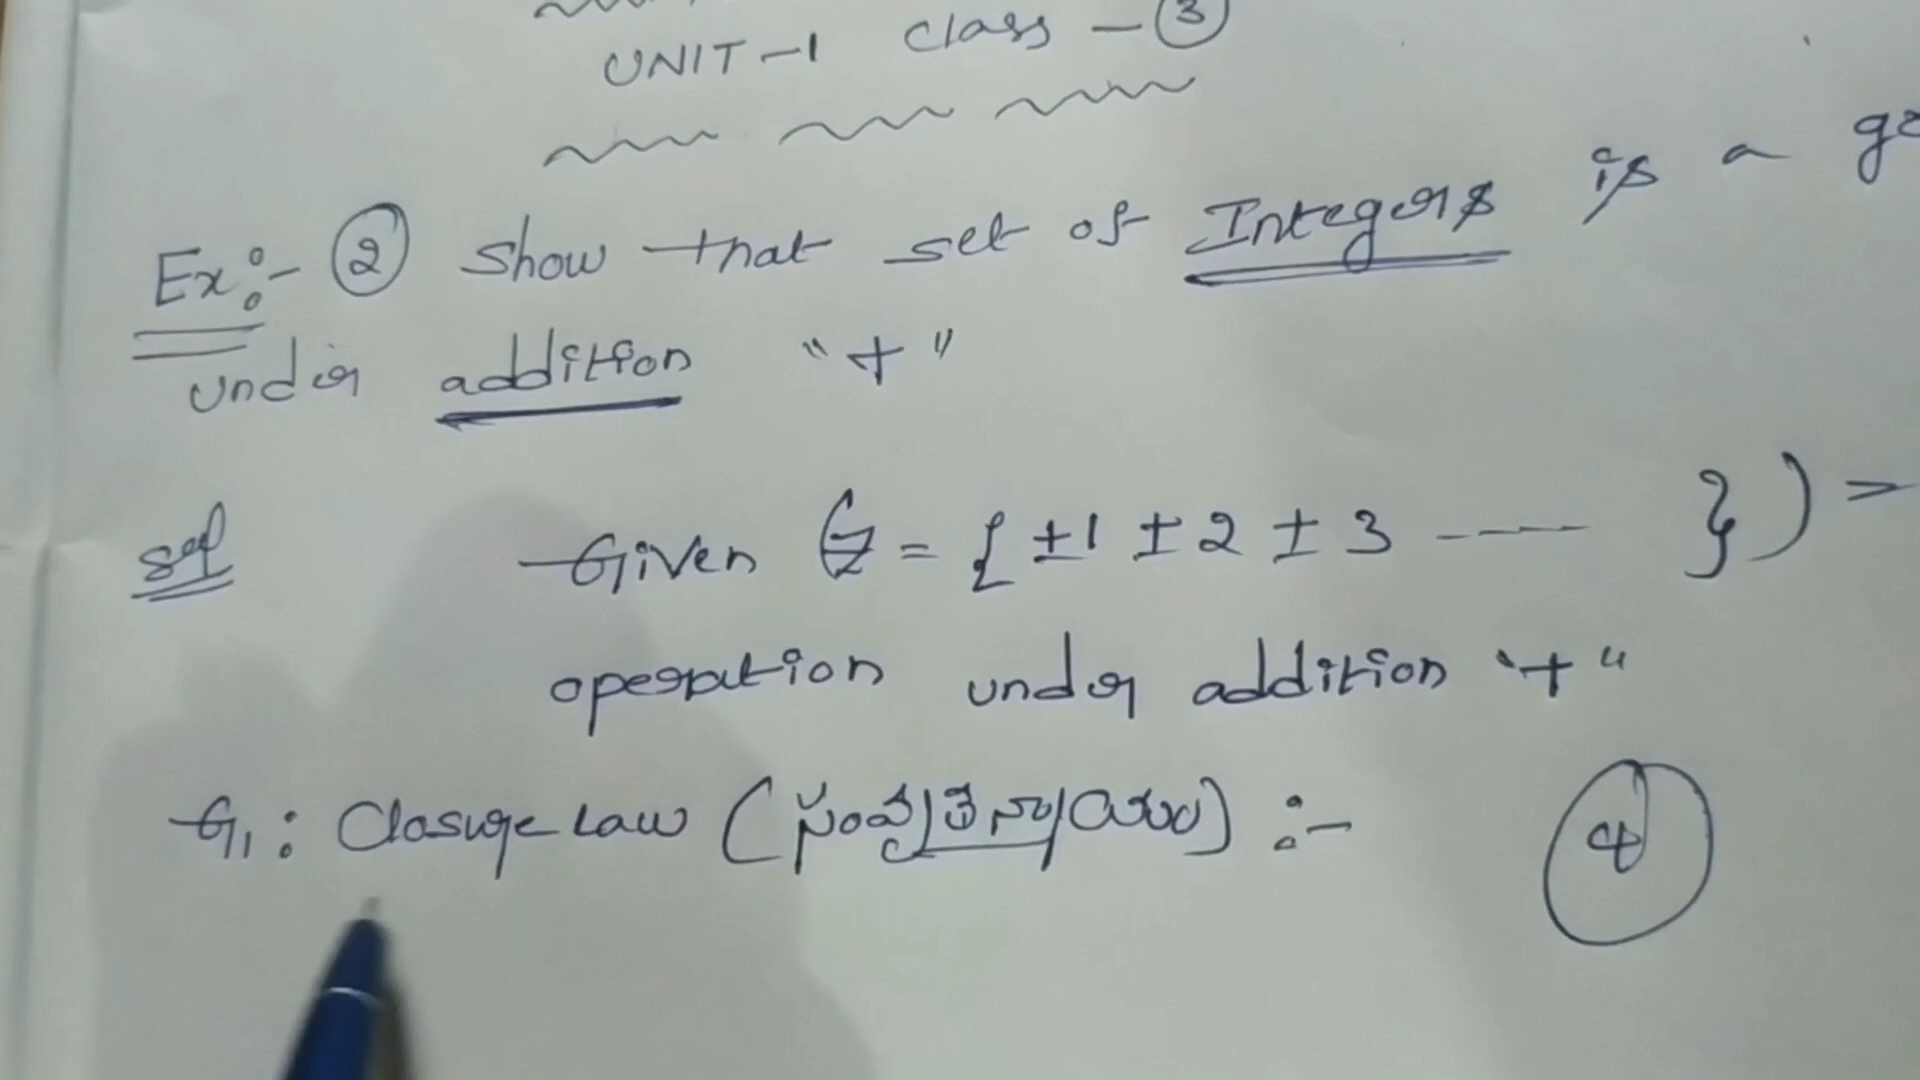 UNIT-1 class - 3
Ex:- 2 Show that set of Integers is a
under addition "+"
sol Given G = { ±1 ±2 ±3 ---- })
operation under addition "+"
G1: Closure Law (సంవృత న్యాయం) :-